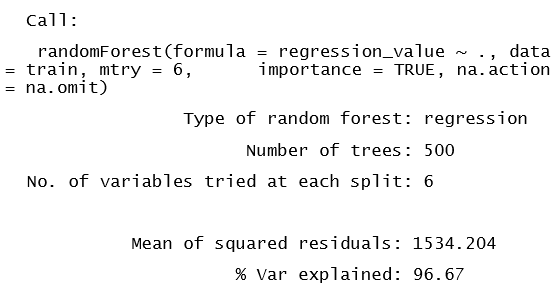 Call:
randomForest(formula = regression_value ~ ., data
= train, mtry = 6,      importance = TRUE, na.action
= na.omit)
Type of random forest: regression
Number of trees: 500
No. of variables tried at each split: 6
Mean of squared residuals: 1534.204
% Var explained: 96.67